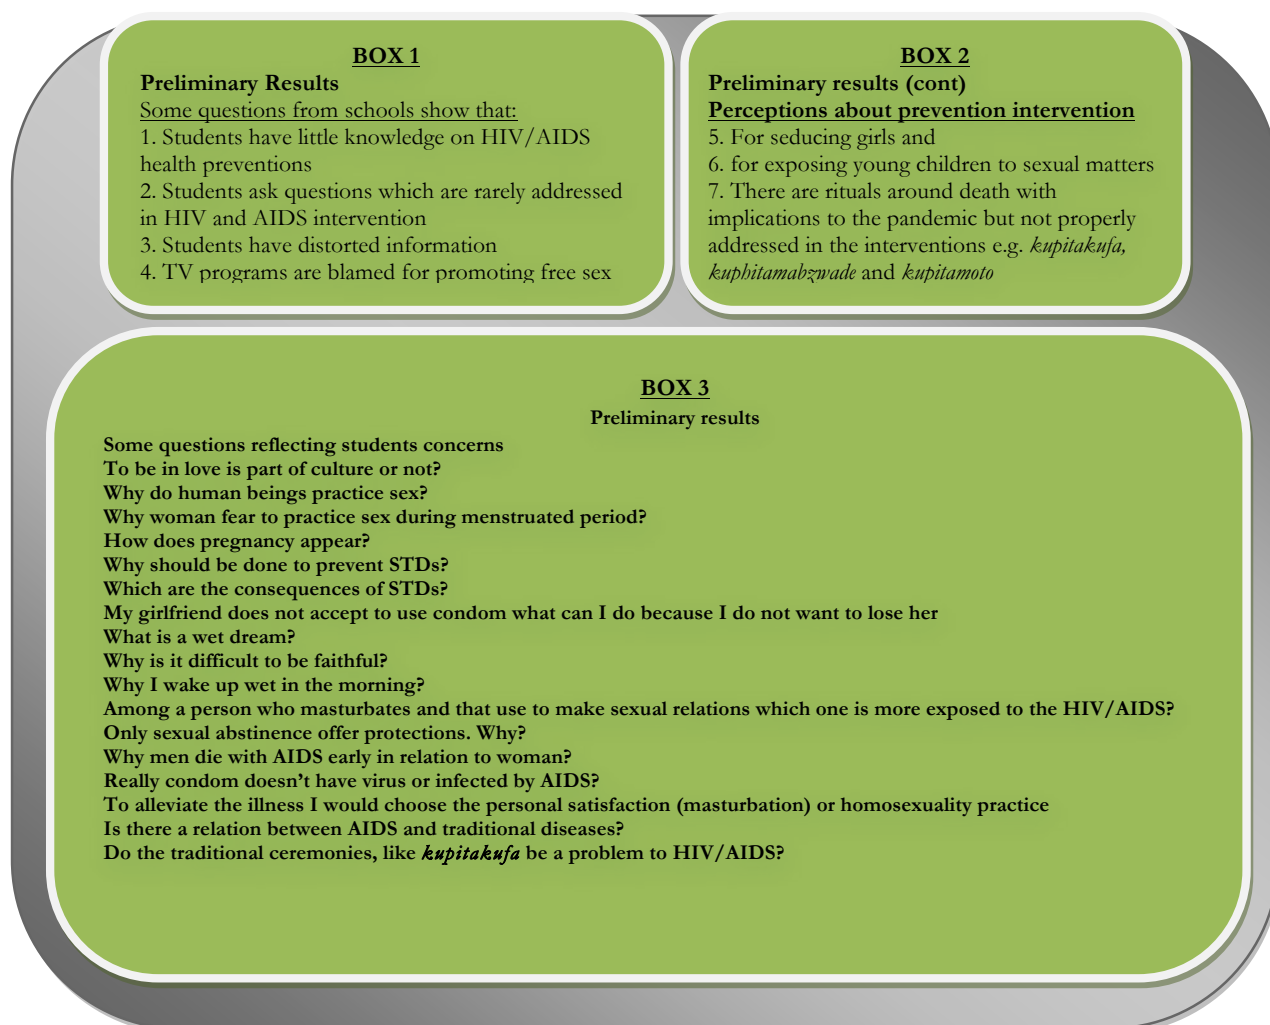 BOX 1
Preliminary Results
Some questions from schools show that:
1. Students have little knowledge on HIV/AIDS
health preventions
2. Students ask questions which are rarely addressed
in HIV and AIDS intervention
3. Students have distorted information
4. TV programs are blamed for promoting free sex
BOX 2
Preliminary results (cont)
Perceptions about prevention intervention
5. For seducing girls and
6. for exposing young children to sexual matters
7. There are rituals around death with
implications to the pandemic but not properly
addressed in the interventions e.g. kupitakufa,
kuphitamabzwade and kupitamoto
BOX 3
Preliminary results
Some questions reflecting students concerns
To be in love is part of culture or not?
Why do human beings practice sex?
Why woman fear to practice sex during menstruated period?
How does pregnancy appear?
Why should be done to prevent STDs?
Which are the consequences of STDs?
My girlfriend does not accept to use condom what can I do because I do not want to lose her
What is a wet dream?
Why is it difficult to be faithful?
Why I wake up wet in the morning?
Among a person who masturbates and that use to make sexual relations which one is more exposed to the HIV/AIDS?
Only sexual abstinence offer protections. Why?
Why men die with AIDS early in relation to woman?
Really condom doesn't have virus or infected by AIDS?
To alleviate the illness I would choose the personal satisfaction (masturbation) or homosexuality practice
Is there a relation between AIDS and traditional diseases?
Do the traditional ceremonies, like kupitakufa be a problem to HIV/AIDS?